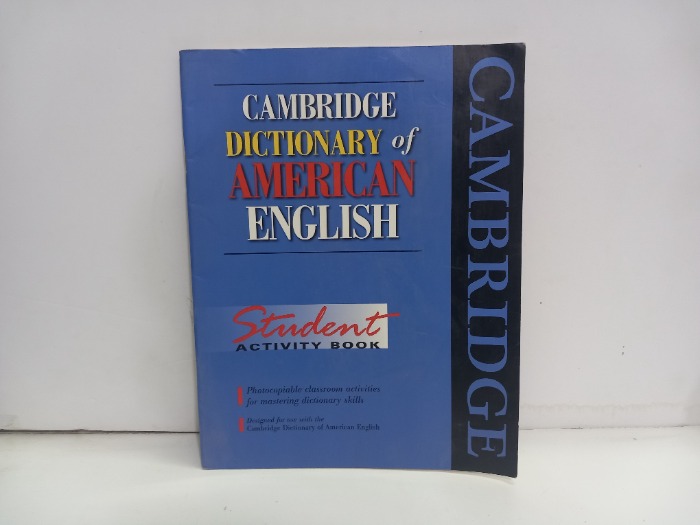 CAMBRIDGE
DICTIONARY of
AMERICAN
ENGLISH
Student
ACTIVITY BOOK
Photocopiable classroom activities
for mastering dictionary skills
Designed for use with the
Cambridge Dictionary of American English
CAMBRIDGE